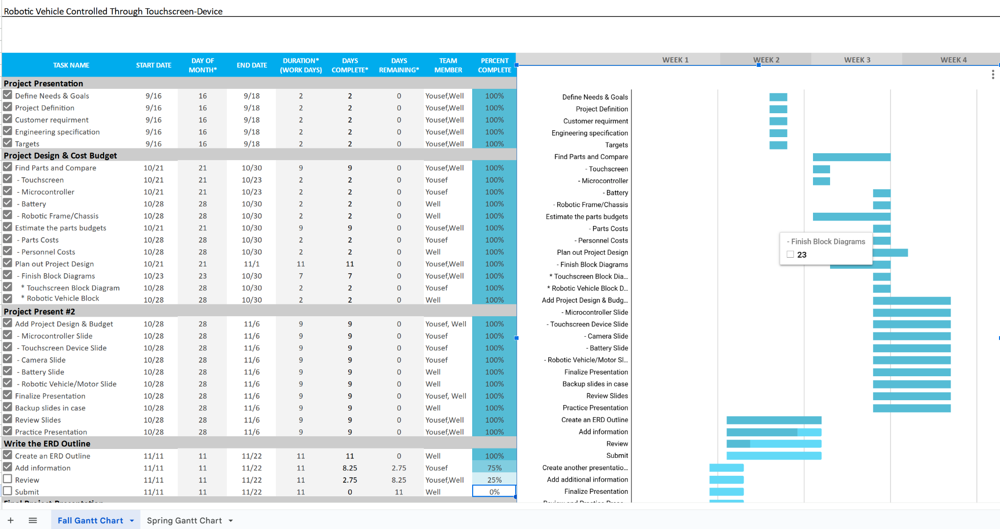 Robotic Vehicle Controlled Through Touchscreen-Device
TASK NAME START DATE DAY OF MONTH* END DATE DURATION* (WORK DAYS) DAYS COMPLETE* DAYS REMAINING* TEAM MEMBER PERCENT COMPLETE
Project Presentation
Define Needs & Goals 9/16 16 9/18 2 2 0 Yousef,Well 100%
Project Definition 9/16 16 9/18 2 2 0 Yousef,Well 100%
Customer requirment 9/16 16 9/18 2 2 0 Yousef,Well 100%
Engineering specification 9/16 16 9/18 2 2 0 Yousef,Well 100%
Targets 9/16 16 9/18 2 2 0 Yousef,Well 100%
Project Design & Cost Budget
Find Parts and Compare 10/21 21 10/30 9 9 0 Yousef,Well 100%
- Touchscreen 10/21 21 10/23 2 2 0 Yousef 100%
- Microcontroller 10/21 21 10/23 2 2 0 Yousef 100%
- Battery 10/28 28 10/30 2 2 0 Well 100%
- Robotic Frame/Chassis 10/28 28 10/30 2 2 0 Well 100%
Estimate the parts budgets 10/21 21 10/30 9 9 0 Yousef,Well 100%
- Parts Costs 10/28 28 10/30 2 2 0 Yousef 100%
- Personnel Costs 10/28 28 10/30 2 2 0 Well 100%
Plan out Project Design 10/21 21 11/1 11 11 0 Yousef,Well 100%
- Finish Block Diagrams 10/23 23 10/30 7 7 0 Yousef,Well 100%
* Touchscreen Block Diagram 10/28 28 10/30 2 2 0 Yousef 100%
* Robotic Vehicle Block 10/28 28 10/30 2 2 0 Well 100%
Project Present #2
Add Project Design & Budget 10/28 28 11/6 9 9 0 Yousef, Well 100%
- Microcontroller Slide 10/28 28 11/6 9 9 0 Yousef 100%
- Touchscreen Device Slide 10/28 28 11/6 9 9 0 Yousef 100%
- Camera Slide 10/28 28 11/6 9 9 0 Yousef 100%
- Battery Slide 10/28 28 11/6 9 9 0 Well 100%
- Robotic Vehicle/Motor Slide 10/28 28 11/6 9 9 0 Well 100%
Finalize Presentation 10/28 28 11/6 9 9 0 Yousef, Well 100%
Backup slides in case 10/28 28 11/6 9 9 0 Well 100%
Review Slides 10/28 28 11/6 9 9 0 Yousef,Well 100%
Practice Presentation 10/28 28 11/6 9 9 0 Yousef,Well 100%
Write the ERD Outline
Create an ERD Outline 11/11 11 11/22 11 11 0 Well 100%
Add information 11/11 11 11/22 11 8.25 2.75 Yousef 75%
Review 11/11 11 11/22 11 2.75 8.25 Yousef,Well 25%
Submit 11/11 11 11/22 11 0 11 Well 0%
Final Project Presentation
WEEK 1 WEEK 2 WEEK 3 WEEK 4
Define Needs & Goals
Project Definition
Customer requirment
Engineering specification
Targets
Find Parts and Compare
- Touchscreen
- Microcontroller
- Battery
- Robotic Frame/Chassis
Estimate the parts budgets
- Parts Costs
- Personnel Costs
Plan out Project Design
- Finish Block Diagrams
* Touchscreen Block Dia...
* Robotic Vehicle Block D...
Add Project Design & Budg...
- Microcontroller Slide
- Touchscreen Device Slide
- Camera Slide
- Battery Slide
- Robotic Vehicle/Motor Sl...
Finalize Presentation
Backup slides in case
Review Slides
Practice Presentation
Create an ERD Outline
Add information
Review
Submit
Create another presentatio...
Add additional information
Finalize Presentation
- Finish Block Diagrams
23
Fall Gantt Chart Spring Gantt Chart